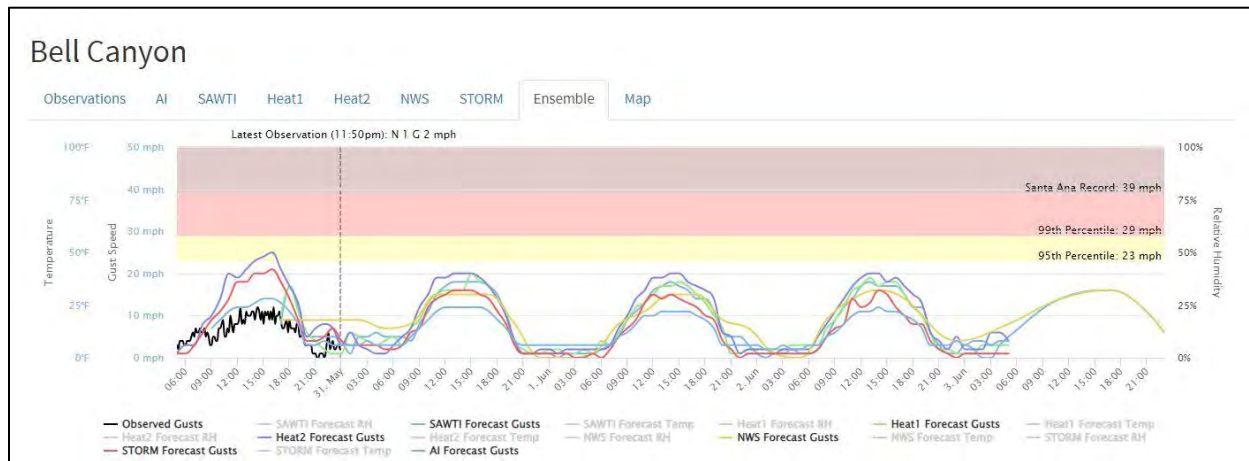 Bell Canyon
Observations AI SAWTI Heat1 Heat2 NWS STORM Ensemble Map
Latest Observation (11:50pm): N 1 G 2 mph
100°F 50 mph 100%
40 mph Santa Ana Record: 39 mph
75°F 75%
30 mph 99th Percentile: 29 mph
50°F 95th Percentile: 23 mph 50%
20 mph
25°F 25%
10 mph
0°F 0 mph 0%
Temperature
Gust Speed
Relative Humidity
06:00 09:00 12:00 15:00 18:00 21:00 31. May 03:00 06:00 09:00 12:00 15:00 18:00 21:00 1. Jun 03:00 06:00 09:00 12:00 15:00 18:00 21:00 2. Jun 03:00 06:00 09:00 12:00 15:00 18:00 21:00 3. Jun 03:00 06:00 09:00 12:00 15:00 18:00 21:00
Observed Gusts SAWTI Forecast RH SAWTI Forecast Gusts SAWTI Forecast Temp Heat1 Forecast RH Heat1 Forecast Gusts Heat1 Forecast Temp
Heat2 Forecast RH Heat2 Forecast Gusts Heat2 Forecast Temp NWS Forecast RH NWS Forecast Gusts NWS Forecast Temp STORM Forecast RH
STORM Forecast Gusts STORM Forecast Temp AI Forecast Gusts